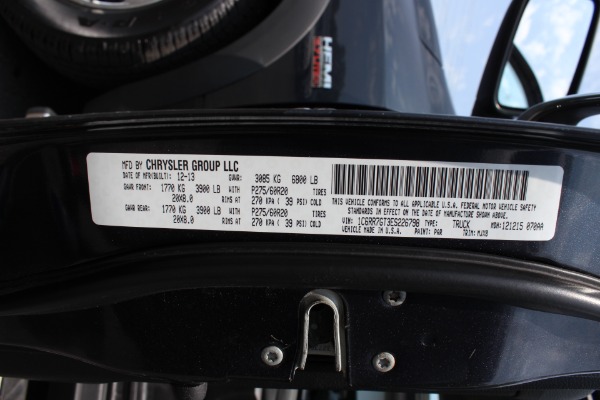 HEMI
MFD BY CHRYSLER GROUP LLC
DATE OF MFR(BUILT): 12-13 GVWR: 3085 KG 6800 LB
GAWR FRONT: 1770 KG 3900 LB WITH P275/60R20 TIRES
20X8.0 RIMS AT 270 KPA ( 39 PSI) COLD
GAWR REAR: 1770 KG 3900 LB WITH P275/60R20 TIRES
20X8.0 RIMS AT 270 KPA ( 39 PSI) COLD
THIS VEHICLE CONFORMS TO ALL APPLICABLE U.S.A. FEDERAL MOTOR VEHICLE SAFETY
STANDARDS IN EFFECT ON THE DATE OF MANUFACTURE SHOWN ABOVE.
VIN: 1C6RR7GT3ES226798 TYPE: TRUCK MDH: 121215 070AA
VEHICLE MADE IN U.S.A. PAINT: PAR TRIM: MJX8